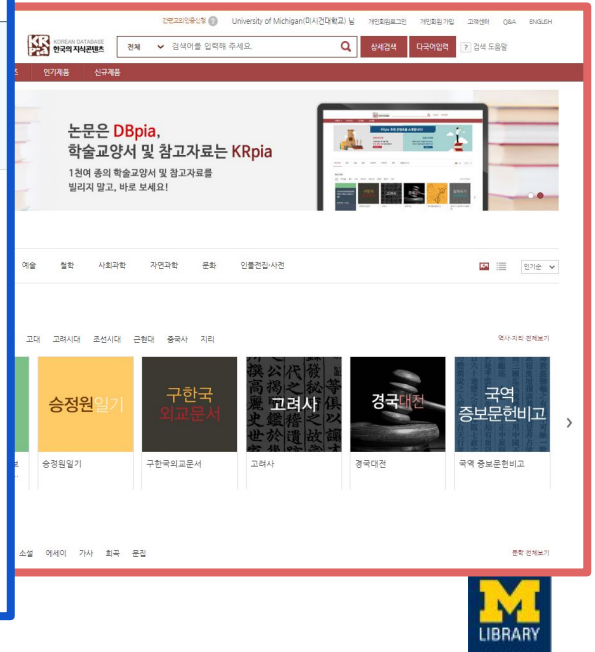 간편교외인증신청 ? University of Michigan(미시간대학교) 님 개인회원로그인 개인회원가입 고객센터 Q&A ENGLISH
KR PIA KOREAN DATABASE 한국의 지식콘텐츠 전체 검색어를 입력해 주세요. 상세검색 다국어입력 ? 검색 도움말
즈 인기제품 신규제품
논문은 DBpia,
학술교양서 및 참고자료는 KRpia
1천여 종의 학술교양서 및 참고자료를
빌리지 말고, 바로 보세요!
예술 철학 사회과학 자연과학 문화 인물전집·사전 인기순
고대 고려시대 조선시대 근현대 중국사 지리 역사·지리 전체보기
승정원일기
구한국
외교문서
고려사
경국대전
국역
증보문헌비고
보 승정원일기 구한국외교문서 고려사 경국대전 국역 증보문헌비고
소설 에세이 가사 희곡 문집 문학 전체보기
M
LIBRARY